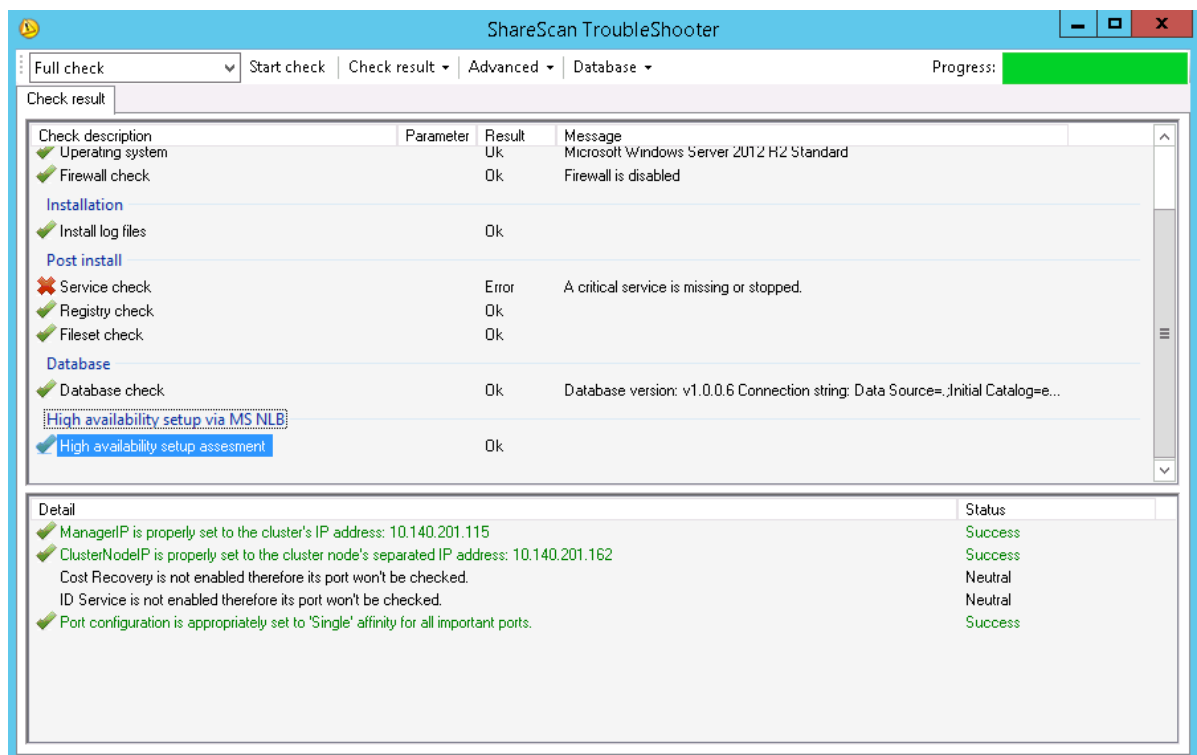 ShareScan TroubleShooter
Full check Start check Check result Advanced Database Progress:
Check result
Check description Parameter Result Message
Operating system Ok Microsoft Windows Server 2012 R2 Standard
Firewall check Ok Firewall is disabled
Installation
Install log files Ok
Post install
Service check Error A critical service is missing or stopped.
Registry check Ok
Fileset check Ok
Database
Database check Ok Database version: v1.0.0.6 Connection string: Data Source=.;Initial Catalog=e...
High availability setup via MS NLB
High availability setup assesment Ok
Detail Status
ManagerIP is properly set to the cluster's IP address: 10.140.201.115 Success
ClusterNodeIP is properly set to the cluster node's separated IP address: 10.140.201.162 Success
Cost Recovery is not enabled therefore its port won't be checked. Neutral
ID Service is not enabled therefore its port won't be checked. Neutral
Port configuration is appropriately set to 'Single' affinity for all important ports. Success